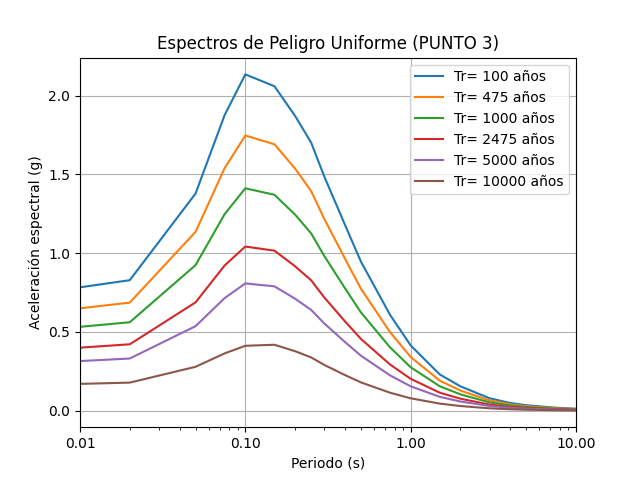 Espectros de Peligro Uniforme (PUNTO 3)
Tr= 100 años
Tr= 475 años
Tr= 1000 años
Tr= 2475 años
Tr= 5000 años
Tr= 10000 años
Aceleración espectral (g)
2.0
1.5
1.0
0.5
0.0
0.01 0.10 1.00 10.00
Periodo (s)